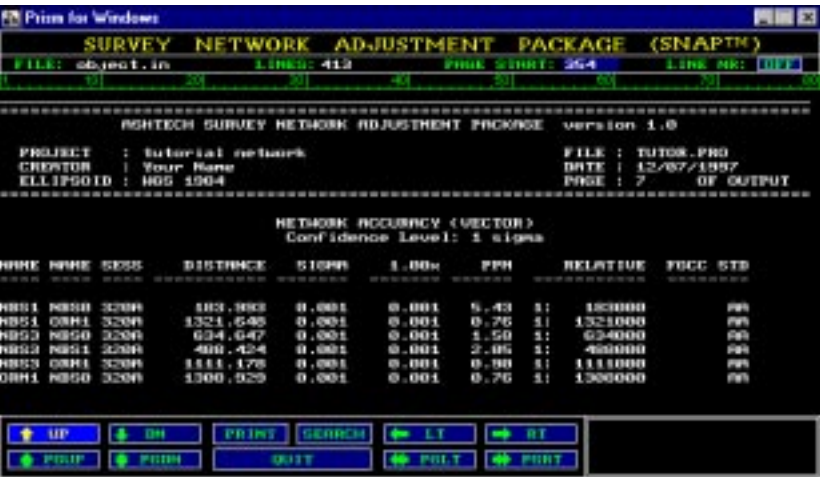 Prism for Windows
SURVEY NETWORK ADJUSTMENT PACKAGE (SNAP™)
FILE: object.in LINES: 413 PAGE START: 354 LINE NR: OFF
10 20 40 50 60 70 80
ASHTECH SURVEY NETWORK ADJUSTMENT PACKAGE version 1.0
PROJECT : tutorial network FILE : TUTOR.PRO
CREATOR : Your Name DATE : 12/07/1997
ELLIPSOID : WGS 1984 PAGE : 7 OF OUTPUT
NETWORK ACCURACY (VECTOR)
Confidence Level: 1 sigma
NAME NAME SESS DISTANCE SIGMA 1.00% PPM RELATIVE FGCC STD
NBS1 NBS0 320A 183.993 0.001 0.001 5.43 1: 183000 AA
NBS1 ORM1 320A 1321.648 0.001 0.001 0.76 1: 1321000 AA
NBS3 NBS0 320A 634.647 0.001 0.001 1.58 1: 634000 AA
NBS3 NBS1 320A 488.424 0.001 0.001 2.05 1: 488000 AA
NBS3 ORM1 320A 1111.178 0.001 0.001 0.90 1: 1111000 AA
ORM1 NBS0 320A 1308.929 0.001 0.001 0.76 1: 1308000 AA
UP DN PRINT SEARCH LT RT
PGUP PGDN QUIT PGLT PGRT